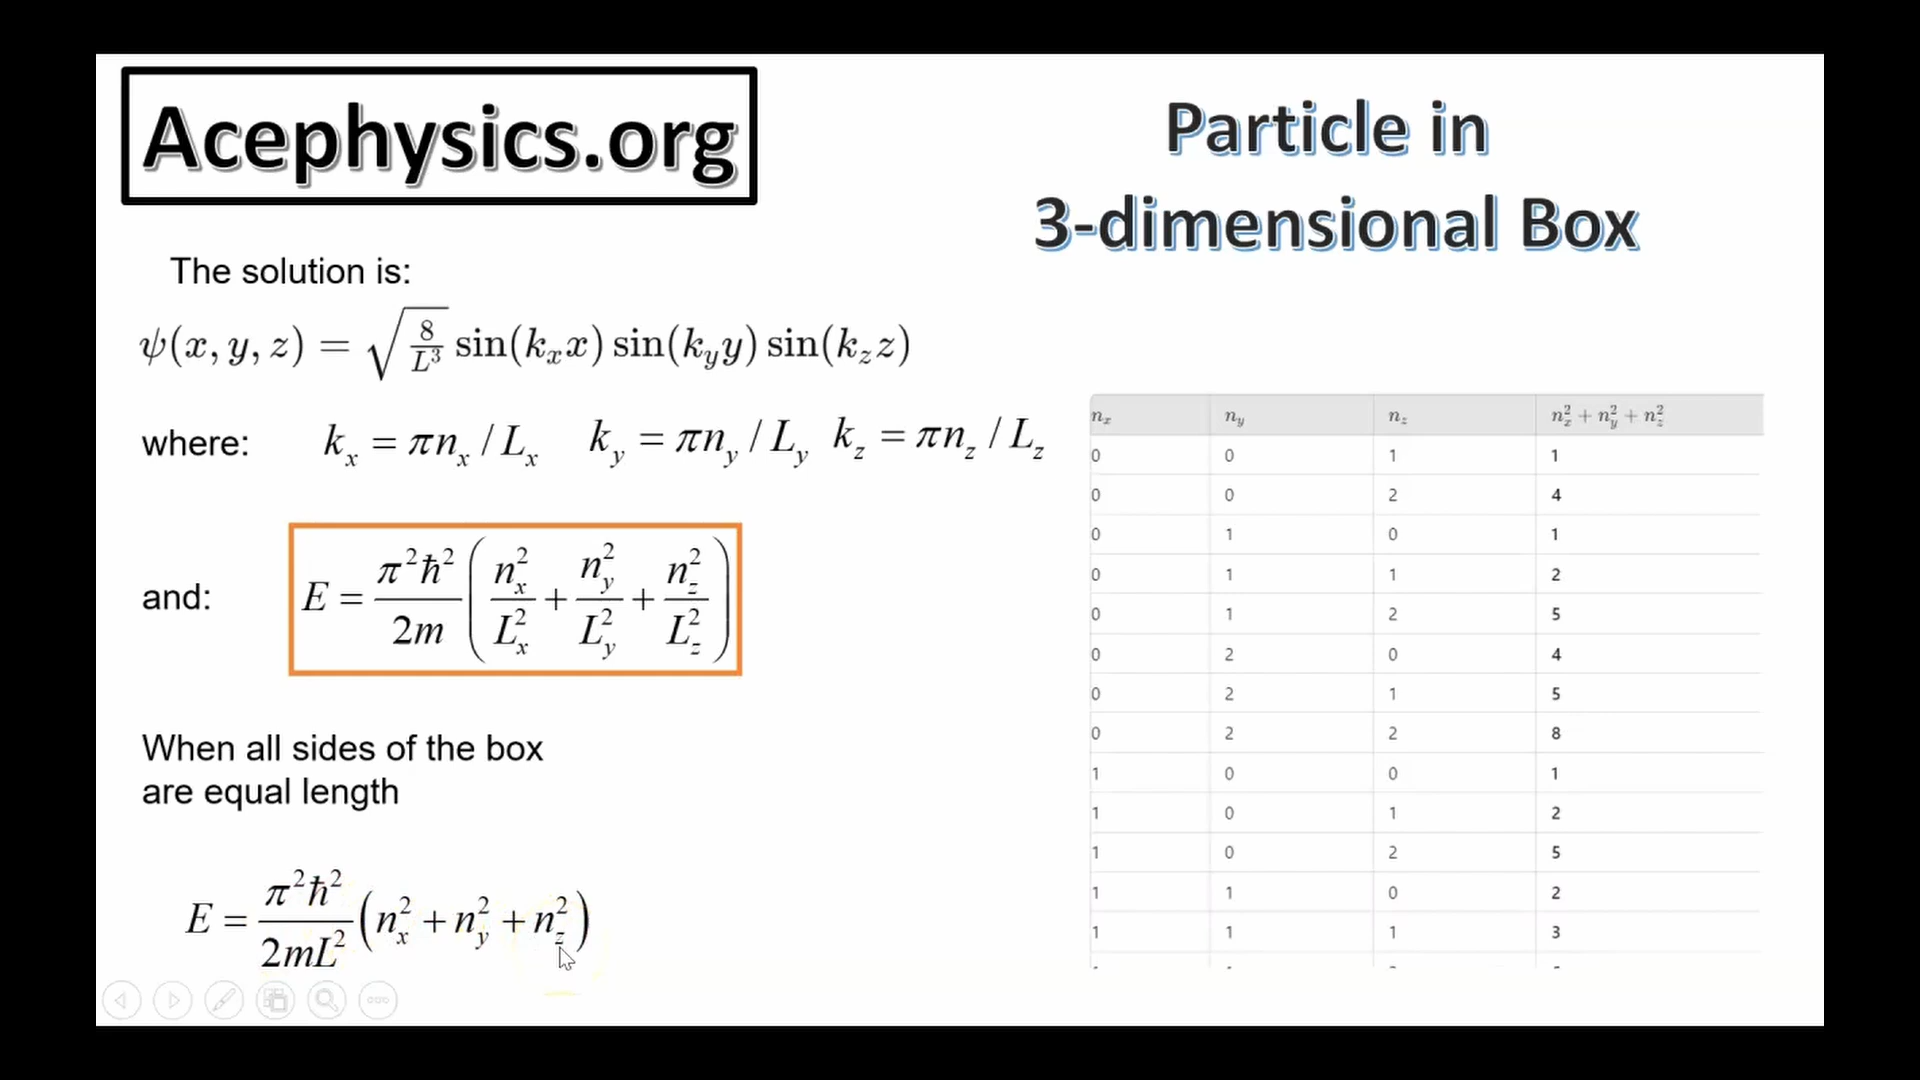 Acephysics.org
Particle in
3-dimensional Box
The solution is:
ψ(x, y, z) = √(8/L³) sin(kₓx) sin(k_y y) sin(k_z z)
where: kₓ = πnₓ / Lₓ k_y = πn_y / L_y k_z = πn_z / L_z
and: E = π²ħ²/2m (nₓ²/Lₓ² + n_y²/L_y² + n_z²/L_z²)
When all sides of the box
are equal length
E = π²ħ²/2mL² (nₓ² + n_y² + n_z²)
nₓ n_y n_z nₓ² + n_y² + n_z²
0 0 1 1
0 0 2 4
0 1 0 1
0 1 1 2
0 1 2 5
0 2 0 4
0 2 1 5
0 2 2 8
1 0 0 1
1 0 1 2
1 0 2 5
1 1 0 2
1 1 1 3